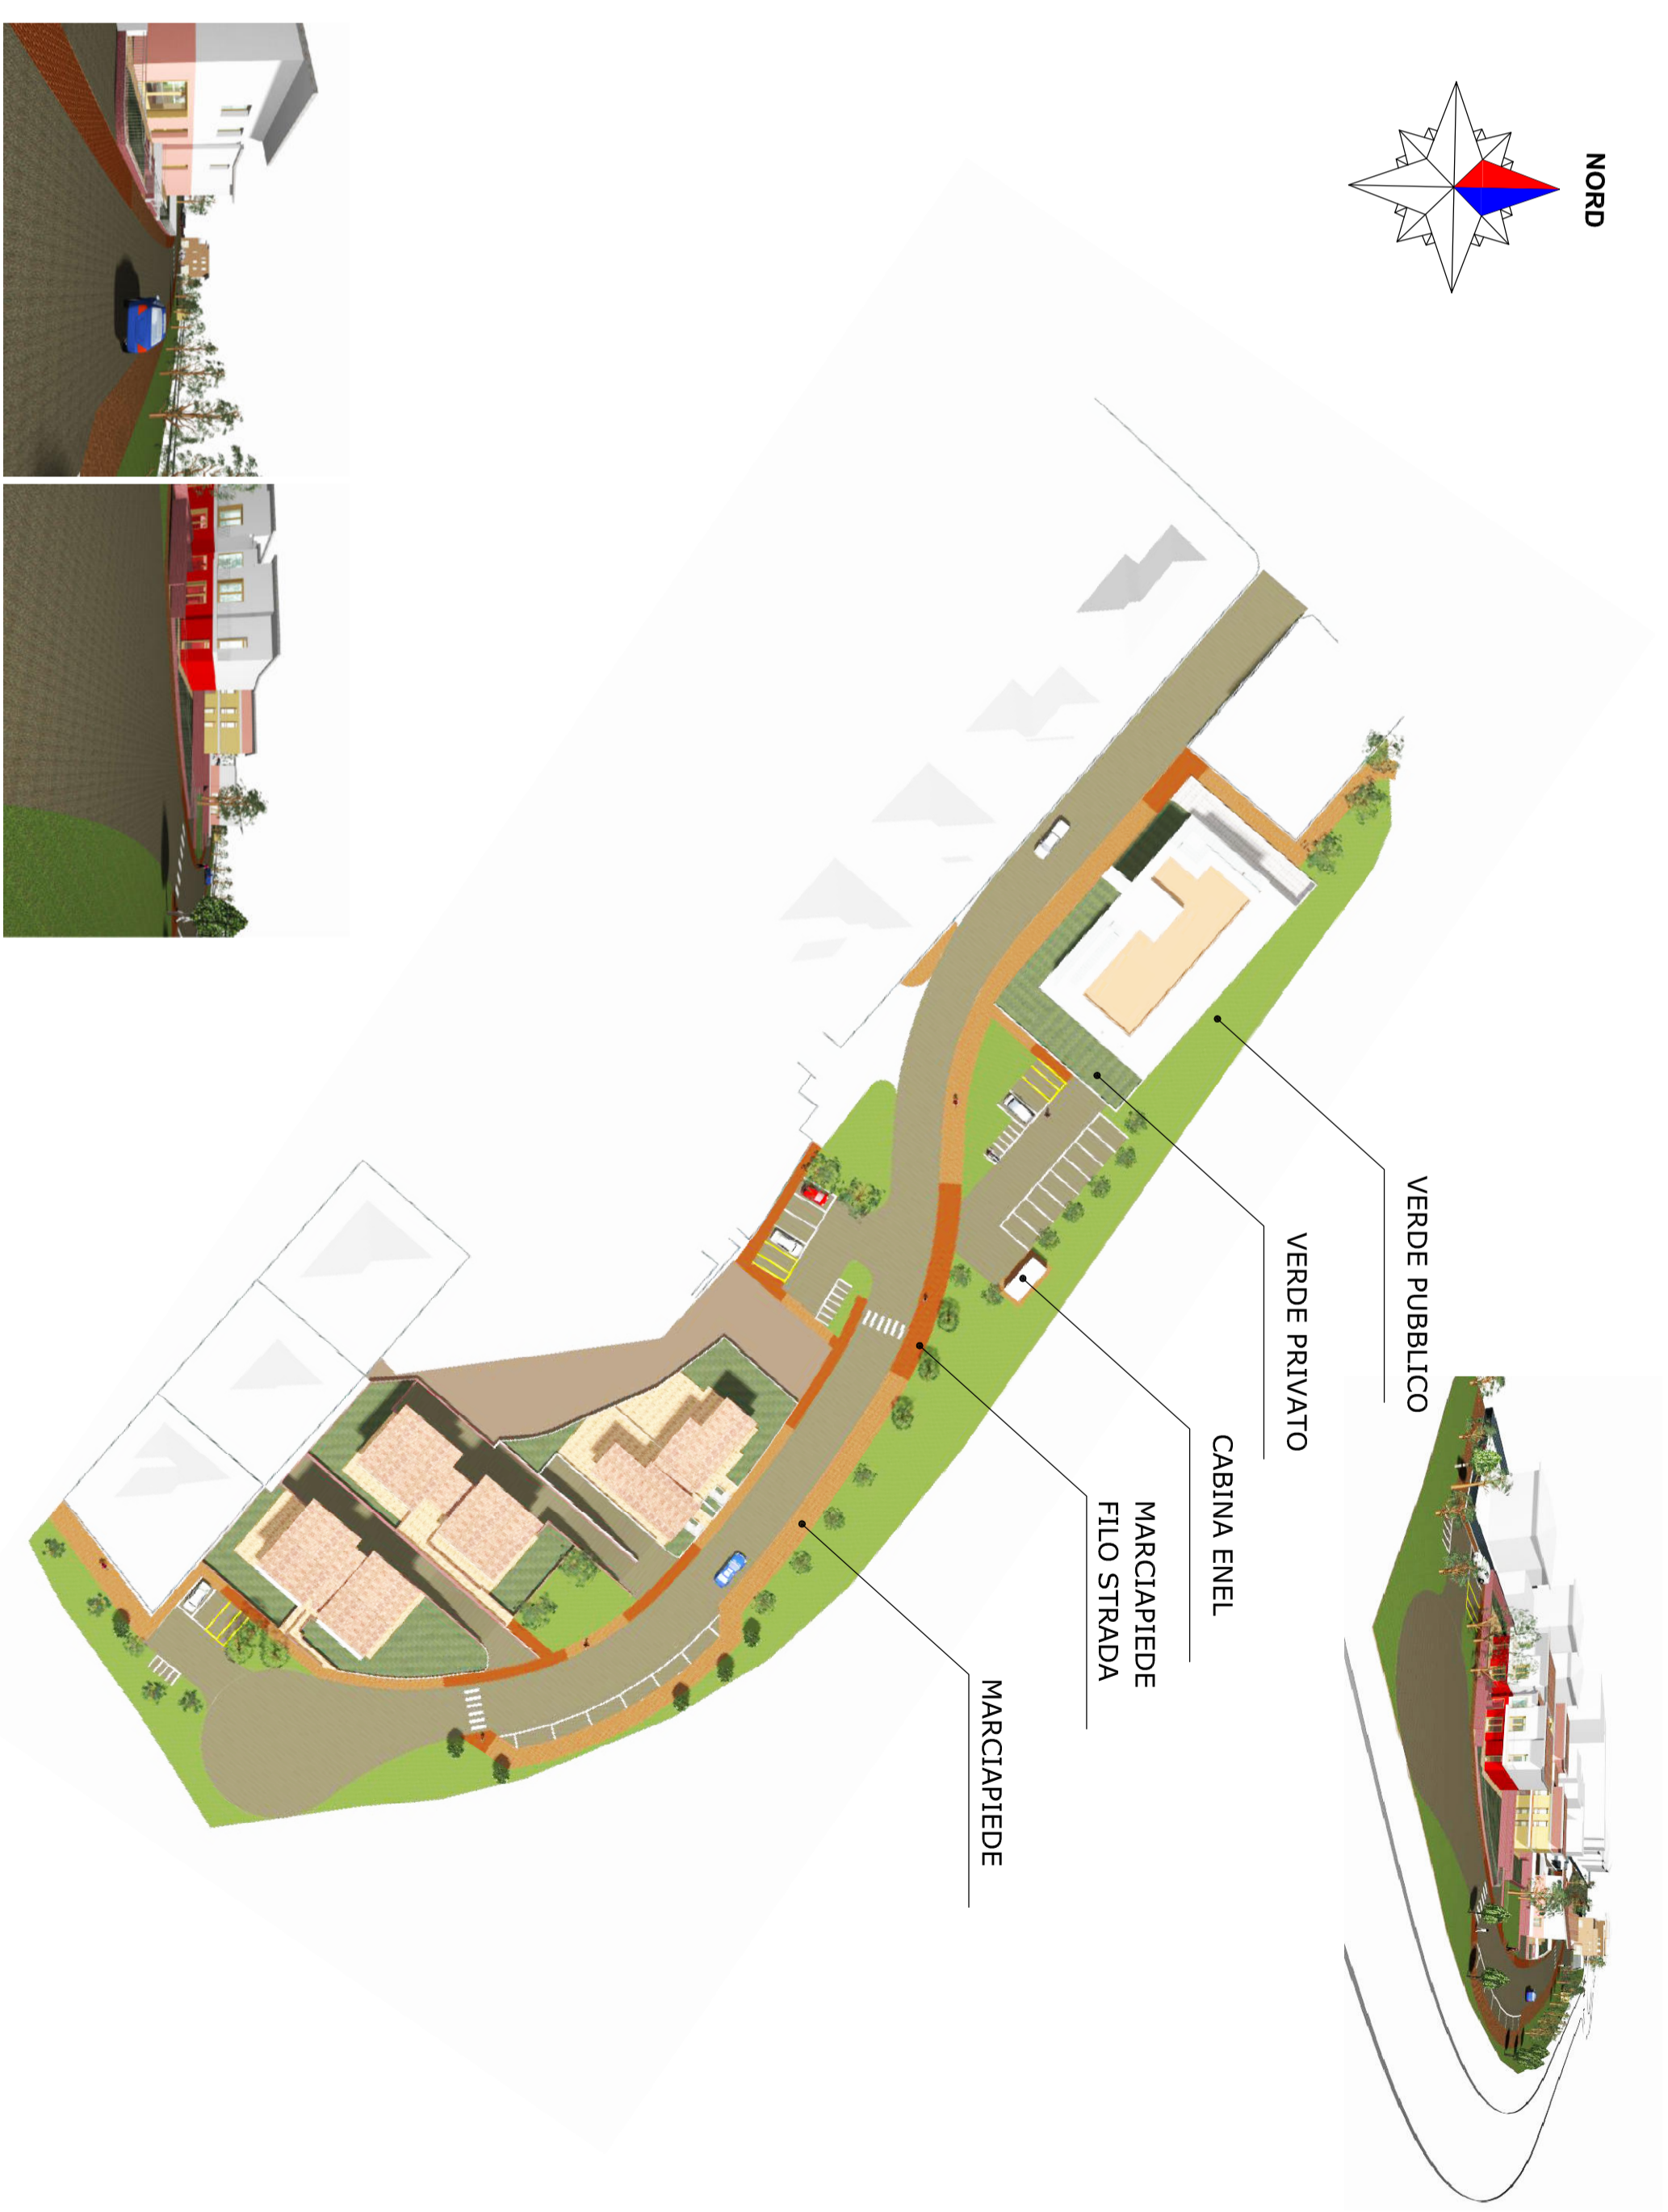 NORD
VERDE PUBBLICO
VERDE PRIVATO
CABINA ENEL
MARCIAPIEDE
FILO STRADA
MARCIAPIEDE